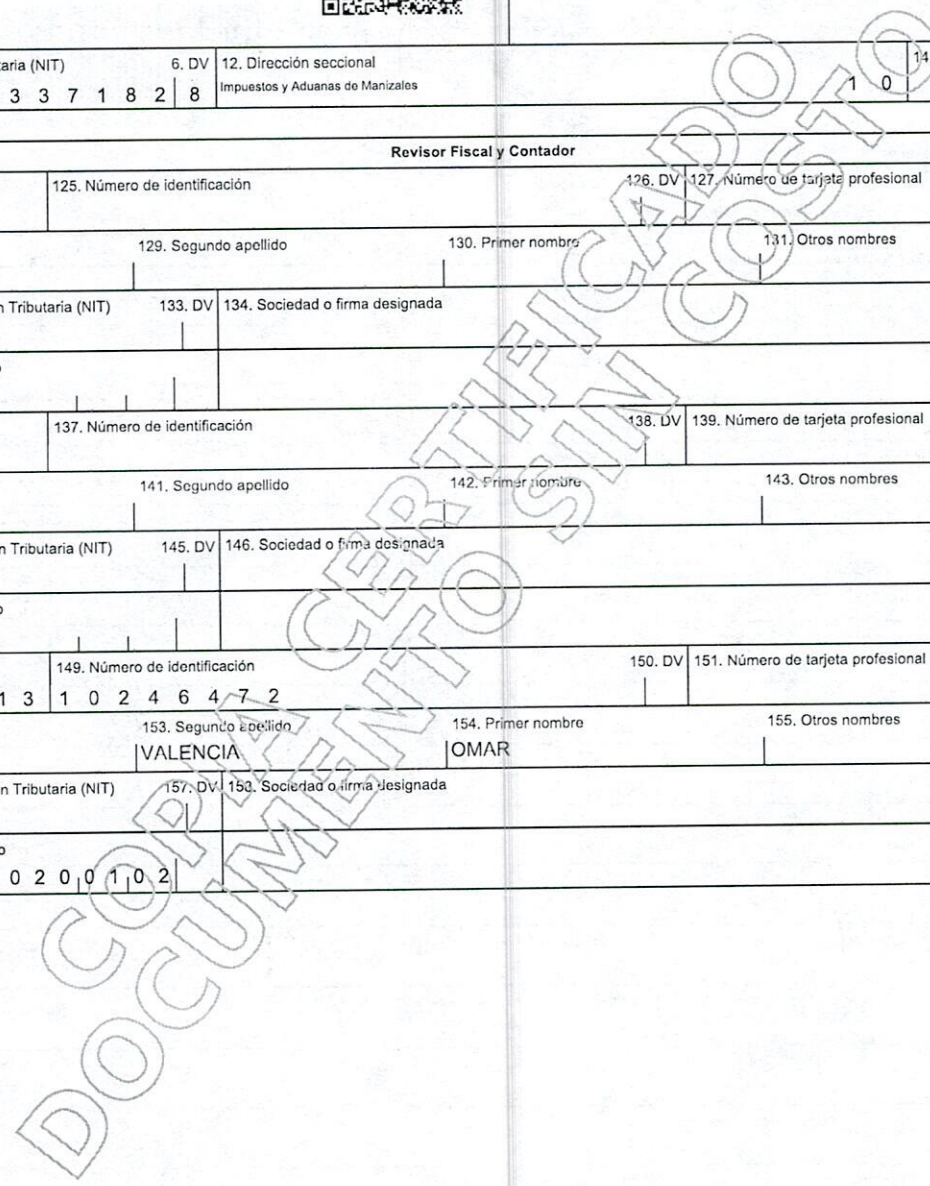 taria (NIT) 6. DV 12. Dirección seccional 14
3 3 7 1 8 2 8 Impuestos y Aduanas de Manizales 1 0
Revisor Fiscal y Contador
125. Número de identificación 126. DV 127. Número de tarjeta profesional
129. Segundo apellido 130. Primer nombre 131. Otros nombres
n Tributaria (NIT) 133. DV 134. Sociedad o firma designada
o
137. Número de identificación 138. DV 139. Número de tarjeta profesional
141. Segundo apellido 142. Primer nombre 143. Otros nombres
n Tributaria (NIT) 145. DV 146. Sociedad o firma designada
o
149. Número de identificación 150. DV 151. Número de tarjeta profesional
1 3 1 0 2 4 6 4 7 2
153. Segundo apellido 154. Primer nombre 155. Otros nombres
VALENCIA OMAR
n Tributaria (NIT) 157. DV 158. Sociedad o firma designada
o
0 2 0 0 1 0 2
COPIA CERTIFICADO
DOCUMENTO SIN COSTO